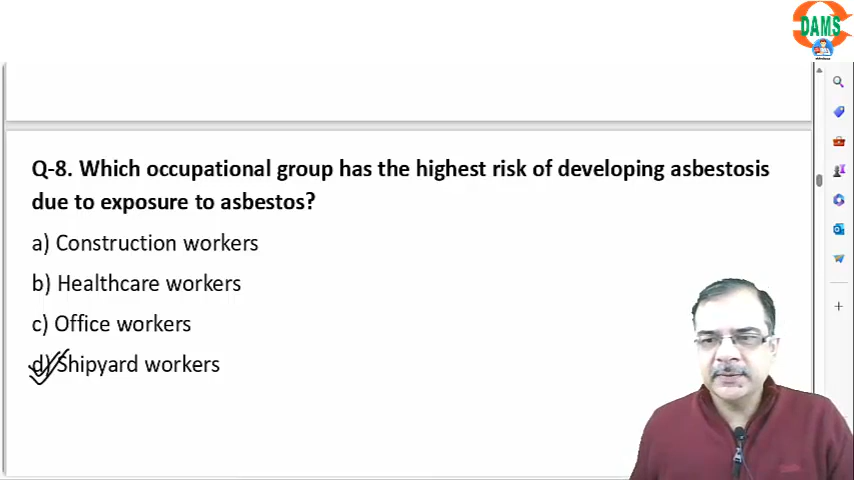 DAMS
Q-8. Which occupational group has the highest risk of developing asbestosis
due to exposure to asbestos?
a) Construction workers
b) Healthcare workers
c) Office workers
d) Shipyard workers